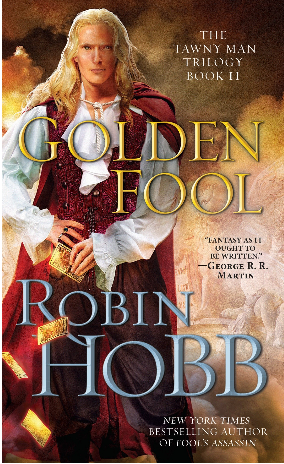 THE
TAWNY MAN
TRILOGY
BOOK II
GOLDEN
FOOL
"FANTASY AS IT
OUGHT TO
BE WRITTEN."
—GEORGE R. R.
MARTIN
ROBIN
HOBB
NEW YORK TIMES
BESTSELLING AUTHOR
OF FOOL'S ASSASSIN